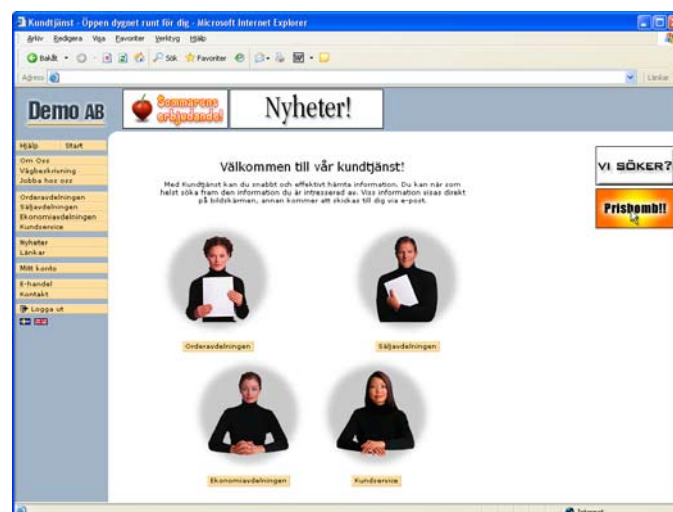 Kundtjänst - Öppen dygnet runt för dig - Microsoft Internet Explorer
Arkiv Redigera Visa Favoriter Verktyg Hjälp
Bakåt Sök Favoriter
Adress Länkar
Demo AB
Sommarens
erbjudande!
Nyheter!
Hjälp Start
Om Oss
Vägbeskrivning
Jobba hos oss
Orderavdelningen
Säljavdelningen
Ekonomiavdelningen
Kundservice
Nyheter
Länkar
Mitt konto
E-handel
Kontakt
Logga ut
Välkommen till vår kundtjänst!
Med Kundtjänst kan du snabbt och effektivt hämta information. Du kan när som
helst söka fram den information du är intresserad av. Viss information visas direkt
på bildskärmen, annan kommer att skickas till dig via e-post.
Orderavdelningen
Säljavdelningen
Ekonomiavdelningen
Kundservice
VI SÖKER?
Prisbomb!!
Internet